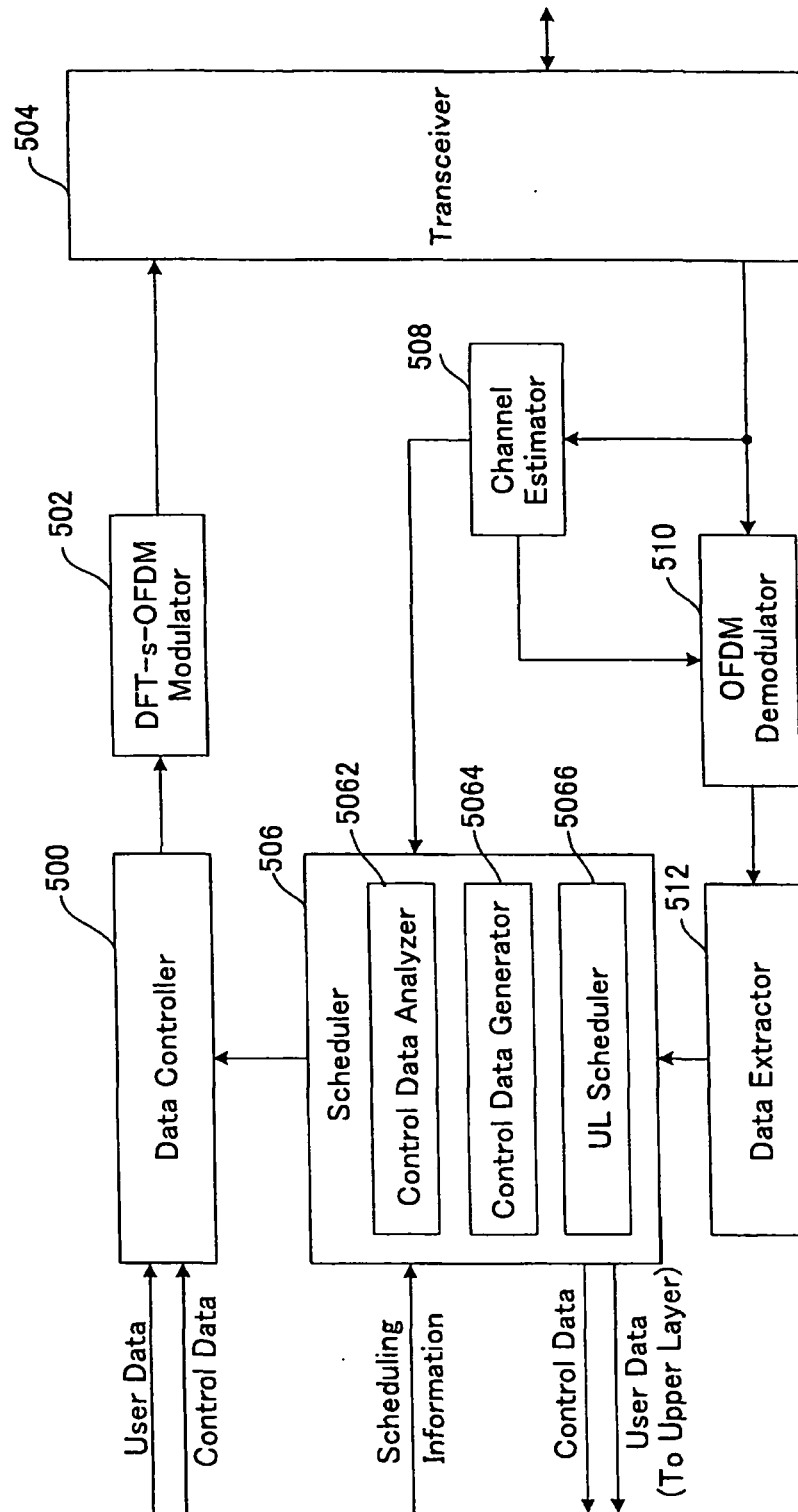 User Data
Control Data
500
Data Controller
502
DFT-s-OFDM
Modulator
504
Transceiver
Scheduling
Information
506
Scheduler
5062
Control Data Analyzer
5064
Control Data Generator
5066
UL Scheduler
508
Channel
Estimator
Control Data
User Data
(To Upper Layer)
512
Data Extractor
510
OFDM
Demodulator